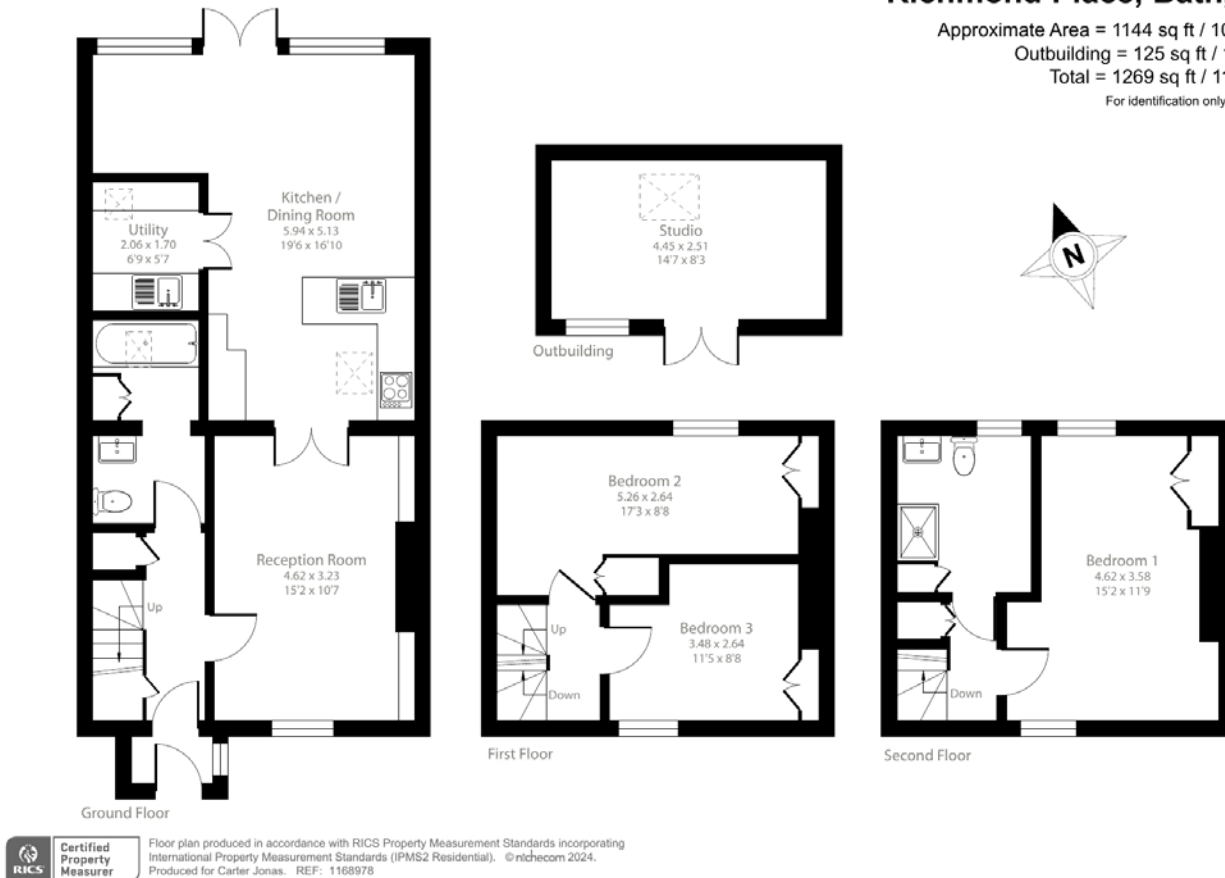 Richmond Place, Bath,
Approximate Area = 1144 sq ft / 10
Outbuilding = 125 sq ft / 1
Total = 1269 sq ft / 11
For identification only
Kitchen /
Dining Room
5.94 x 5.13
19'6 x 16'10
Utility
2.06 x 1.70
6'9 x 5'7
Studio
4.45 x 2.51
14'7 x 8'3
N
Outbuilding
Reception Room
4.62 x 3.23
15'2 x 10'7
Up
Bedroom 2
5.26 x 2.64
17'3 x 8'8
Up
Down
Bedroom 3
3.48 x 2.64
11'5 x 8'8
Bedroom 1
4.62 x 3.58
15'2 x 11'9
Down
First Floor
Second Floor
Ground Floor
RICS
Certified
Property
Measurer
Floor plan produced in accordance with RICS Property Measurement Standards incorporating
International Property Measurement Standards (IPMS2 Residential). ©nichecom 2024.
Produced for Carter Jonas. REF: 1168978